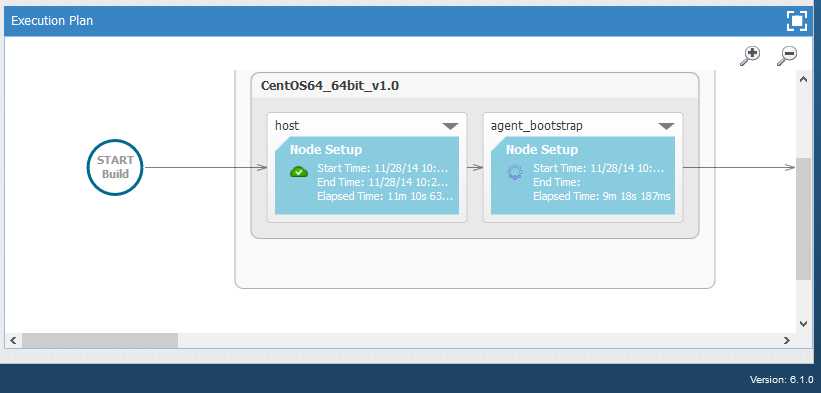 Execution Plan
CentOS64_64bit_v1.0
host
agent_bootstrap
START
Build
Node Setup
Start Time: 11/28/14 10:...
End Time: 11/28/14 10:2...
Elapsed Time: 11m 10s 63...
Node Setup
Start Time: 11/28/14 10:...
End Time:
Elapsed Time: 9m 18s 187ms
Version: 6.1.0